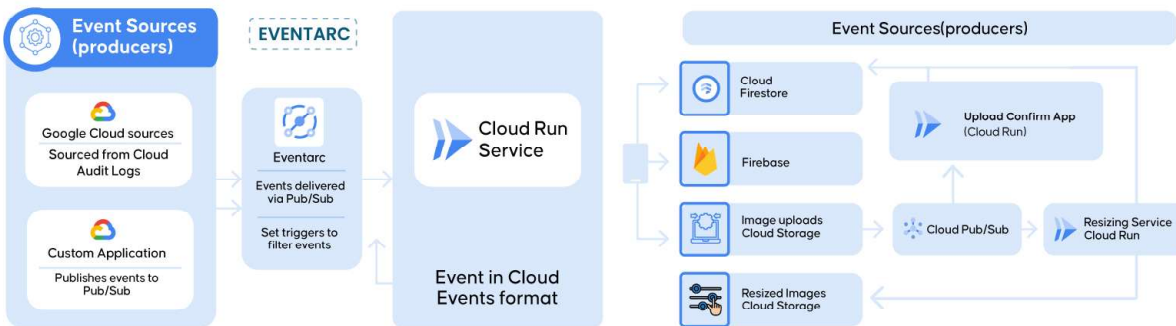 Event Sources
(producers)
Google Cloud sources
Sourced from Cloud
Audit Logs
Custom Application
Publishes events to
Pub/Sub
EVENTARC
Eventarc
Events delivered
via Pub/Sub
Set triggers to
filter events
Cloud Run
Service
Event in Cloud
Events format
Event Sources(producers)
Cloud
Firestore
Firebase
Image uploads
Cloud Storage
Resized Images
Cloud Storage
Upload Confirm App
(Cloud Run)
Cloud Pub/Sub
Resizing Service
Cloud Run